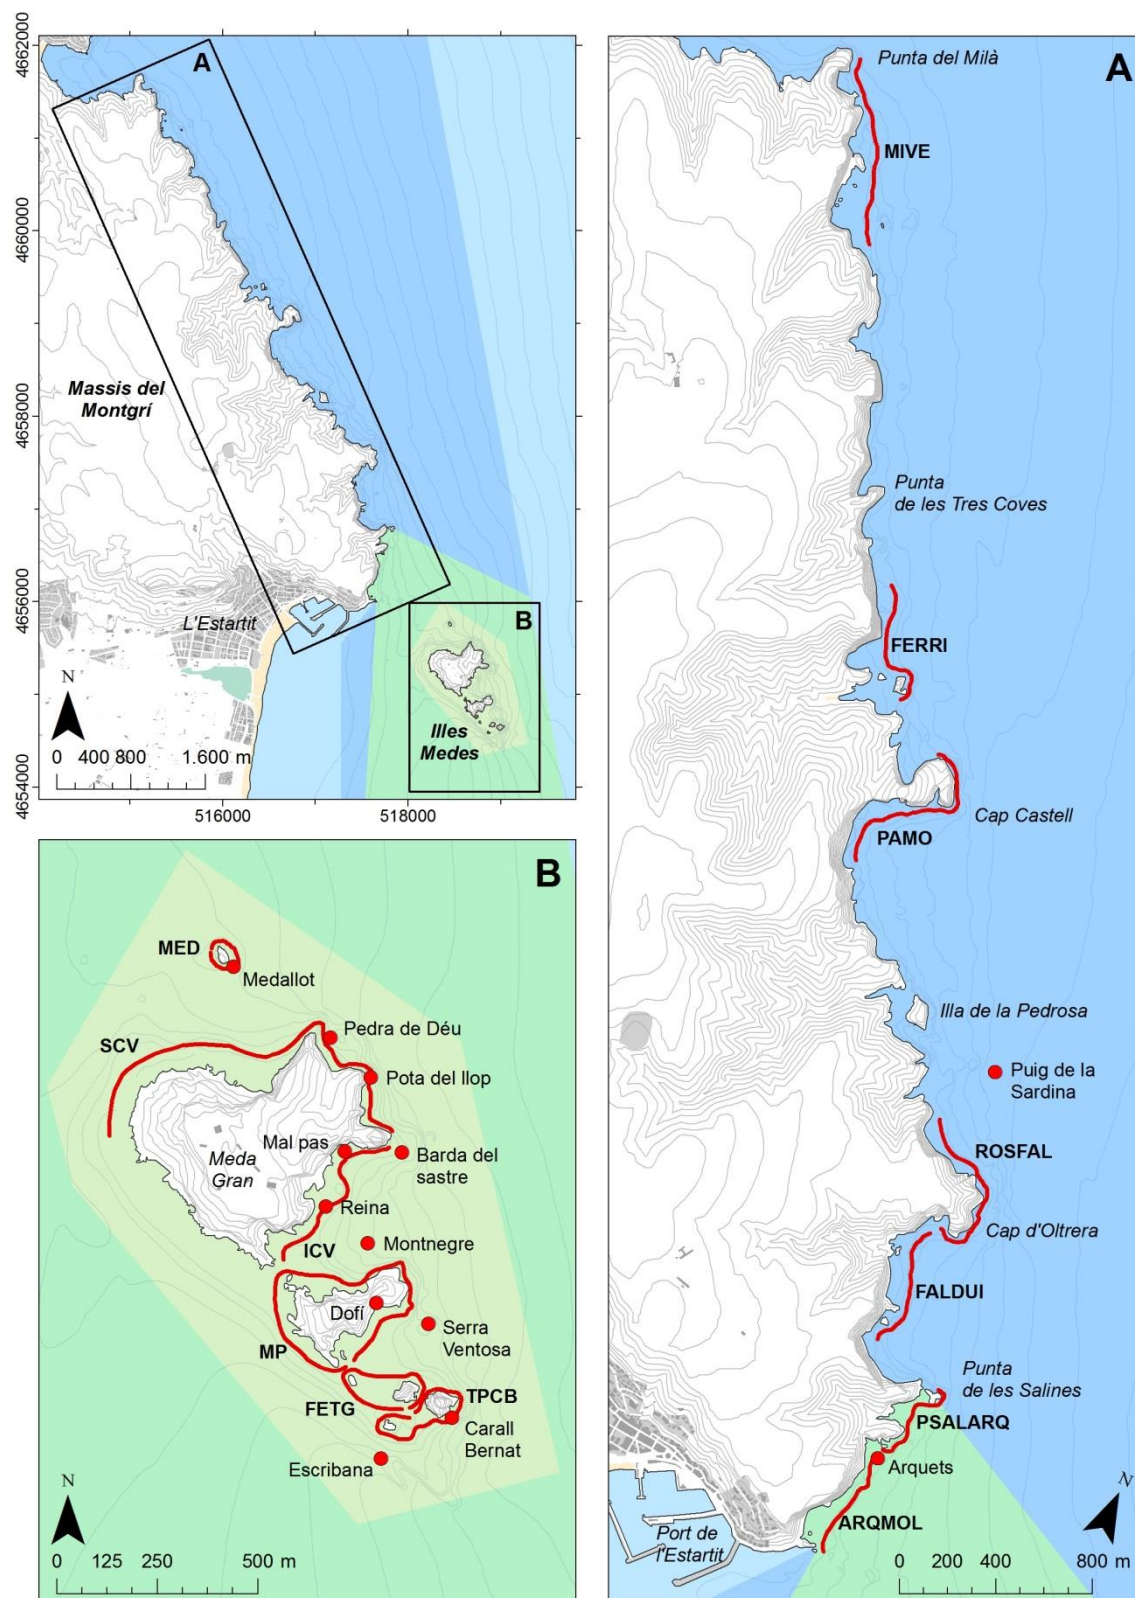 4662000
4660000
4658000
4656000
4654000
A
Massis del
Montgrí
L'Estartit
B
Illes
Medes
N
0 400 800 1.600 m
516000
518000
B
MED
Medallot
SCV
Pedra de Déu
Pota del llop
Mal pas
Meda
Gran
Barda del
sastre
Reina
ICV
Montnegre
Dofí
Serra
Ventosa
MP
FETG
TPCB
Carall
Bernat
Escribana
N
0 125 250 500 m
A
Punta del Milà
MIVE
Punta
de les Tres Coves
FERRI
Cap Castell
PAMO
Illa de la Pedrosa
Puig de la
Sardina
ROSFAL
Cap d'Oltrera
FALDUI
Punta
de les Salines
PSALARQ
Arquets
ARQMOL
Port de
l'Estartit
N
0 200 400 800 m